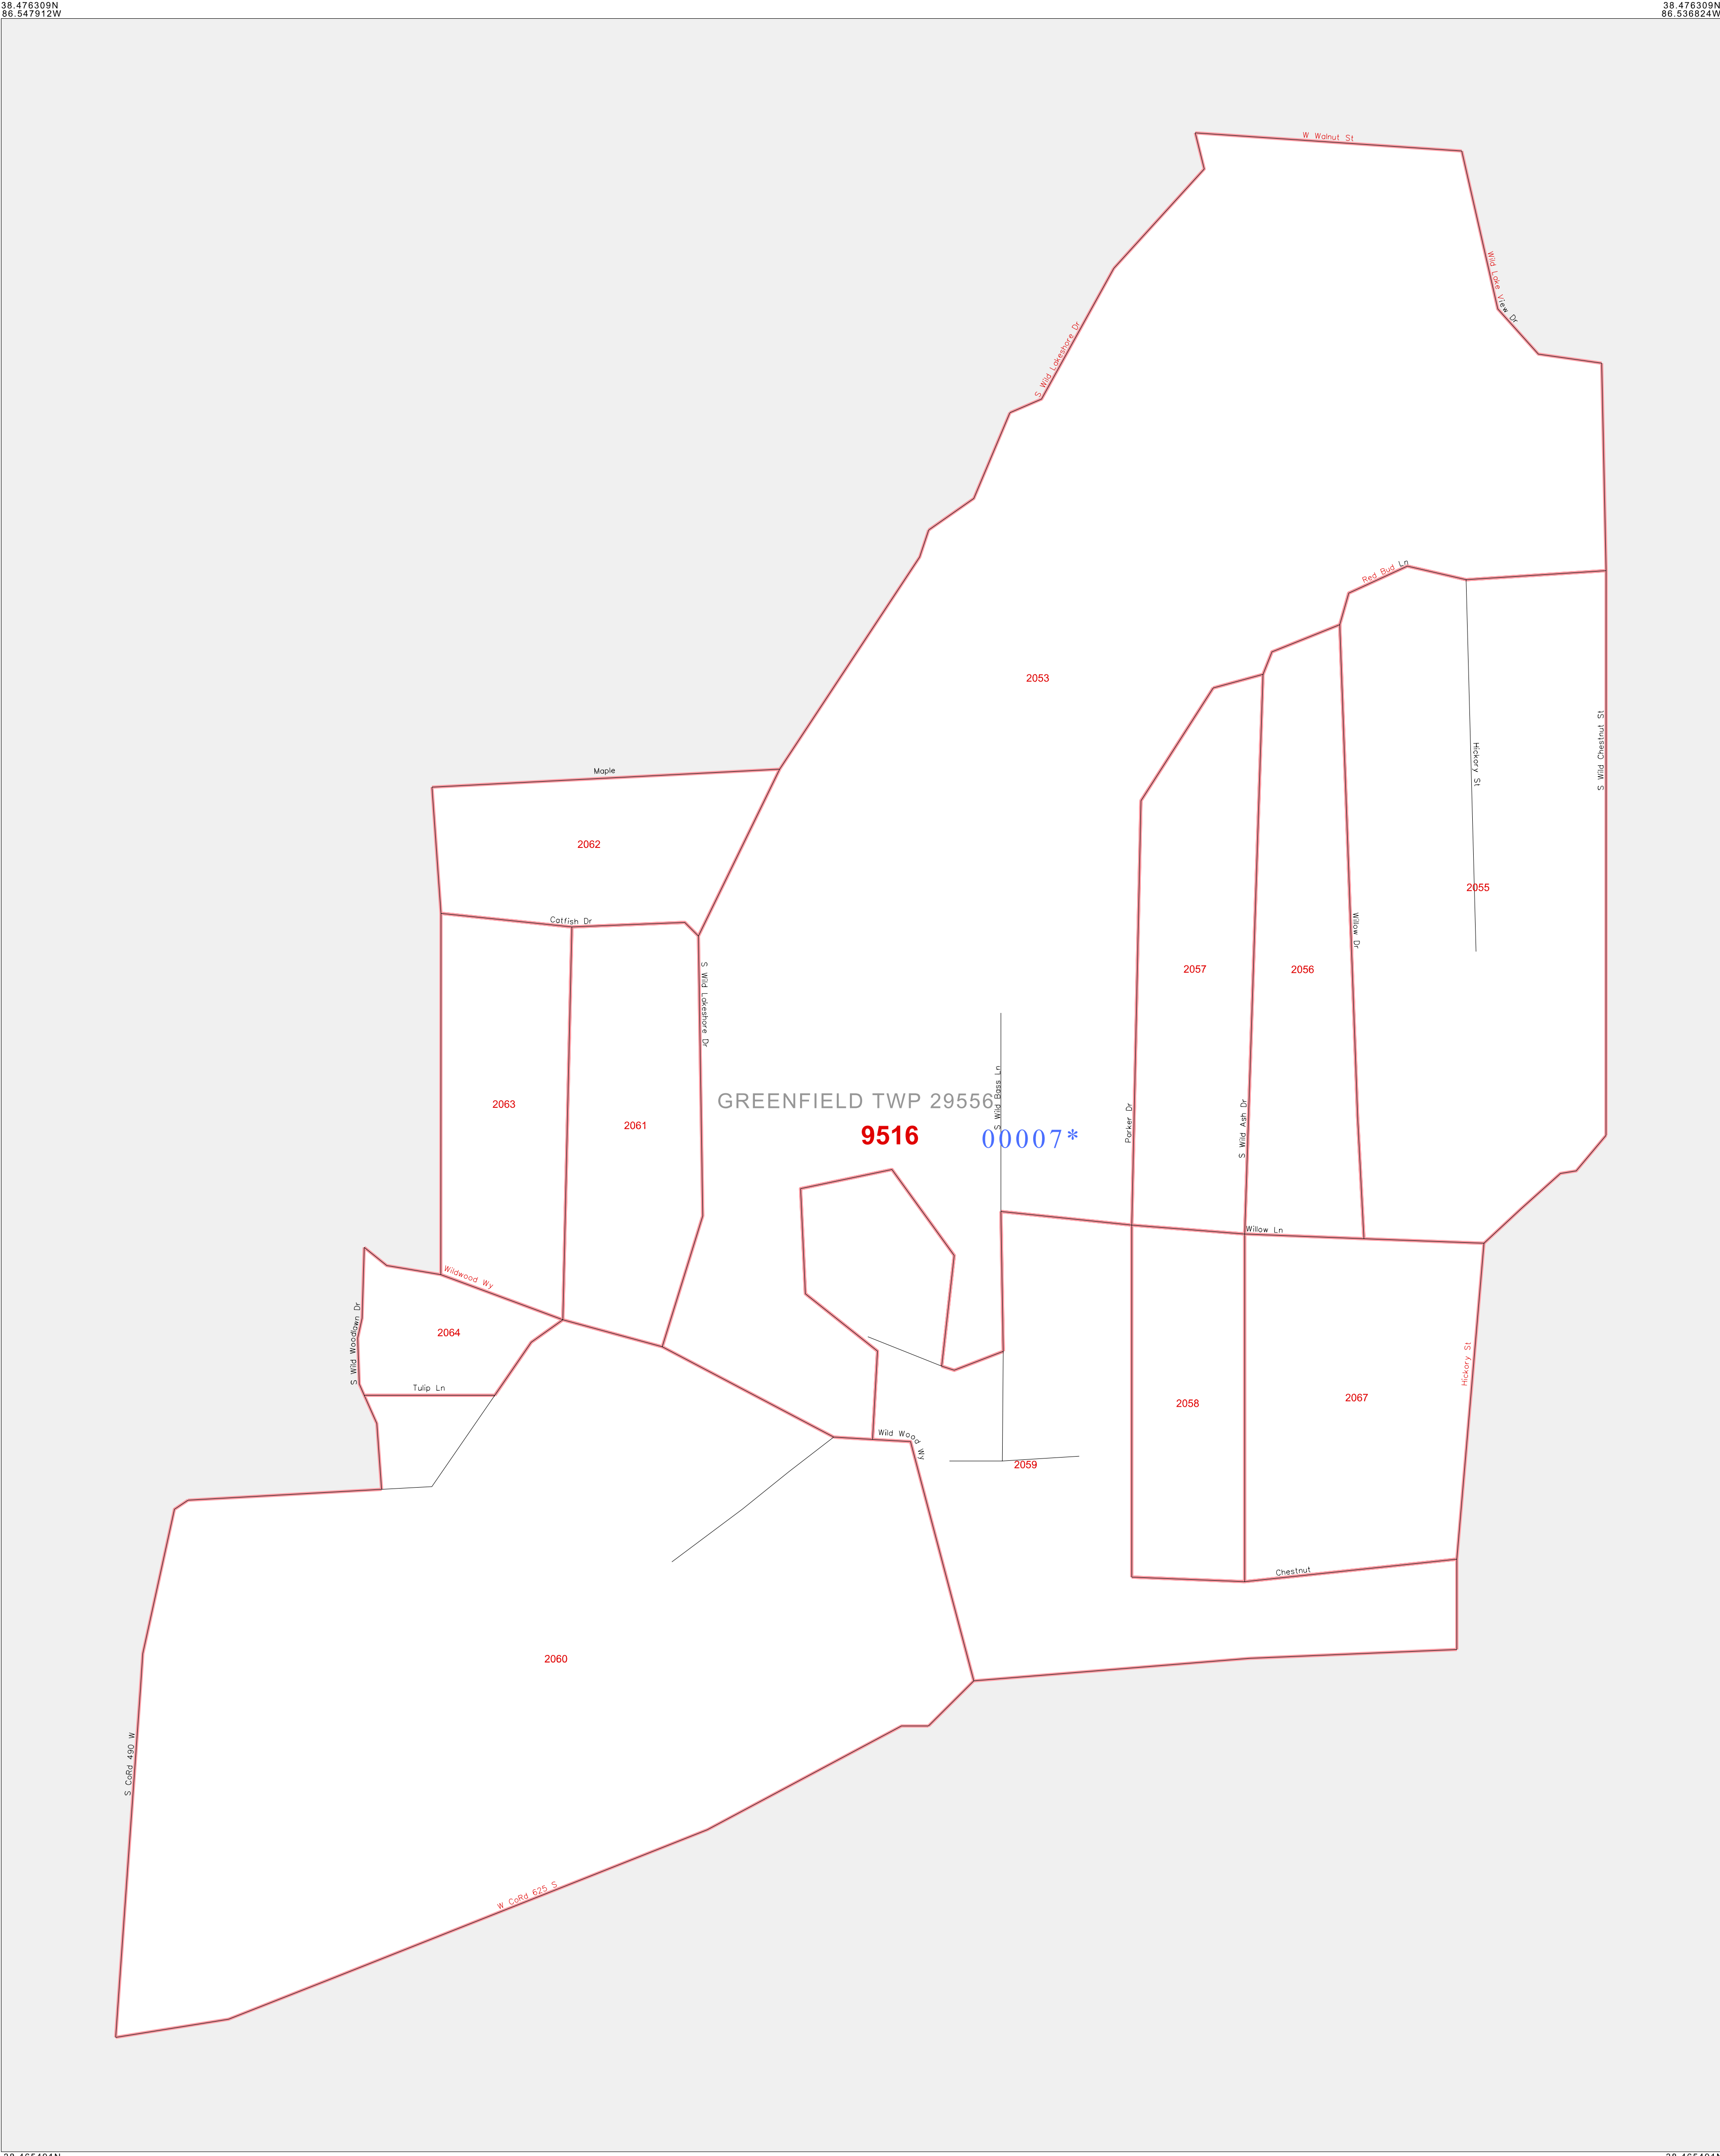 38.476309N
86.547912W
38.476309N
86.536824W
W Walnut St
Wild Lake View Dr
S Wild Lakeshore Dr
Red Bud Ln
2053
S Wild Chestnut St
Hickory St
Maple
2062
2055
Catfish Dr
Willow Dr
2057
2056
S Wild Lakeshore Dr
2063
2061
GREENFIELD TWP 29556
S Wild Bass Ln
9516
00007*
Parker Dr
S Wild Ash Dr
Willow Ln
Wildwood Wy
2064
S Wild Woodlawn Dr
Tulip Ln
Hickory St
2058
2067
Wild Wood Wy
2059
Chestnut
2060
S CoRd 490 W
W CoRd 625 S